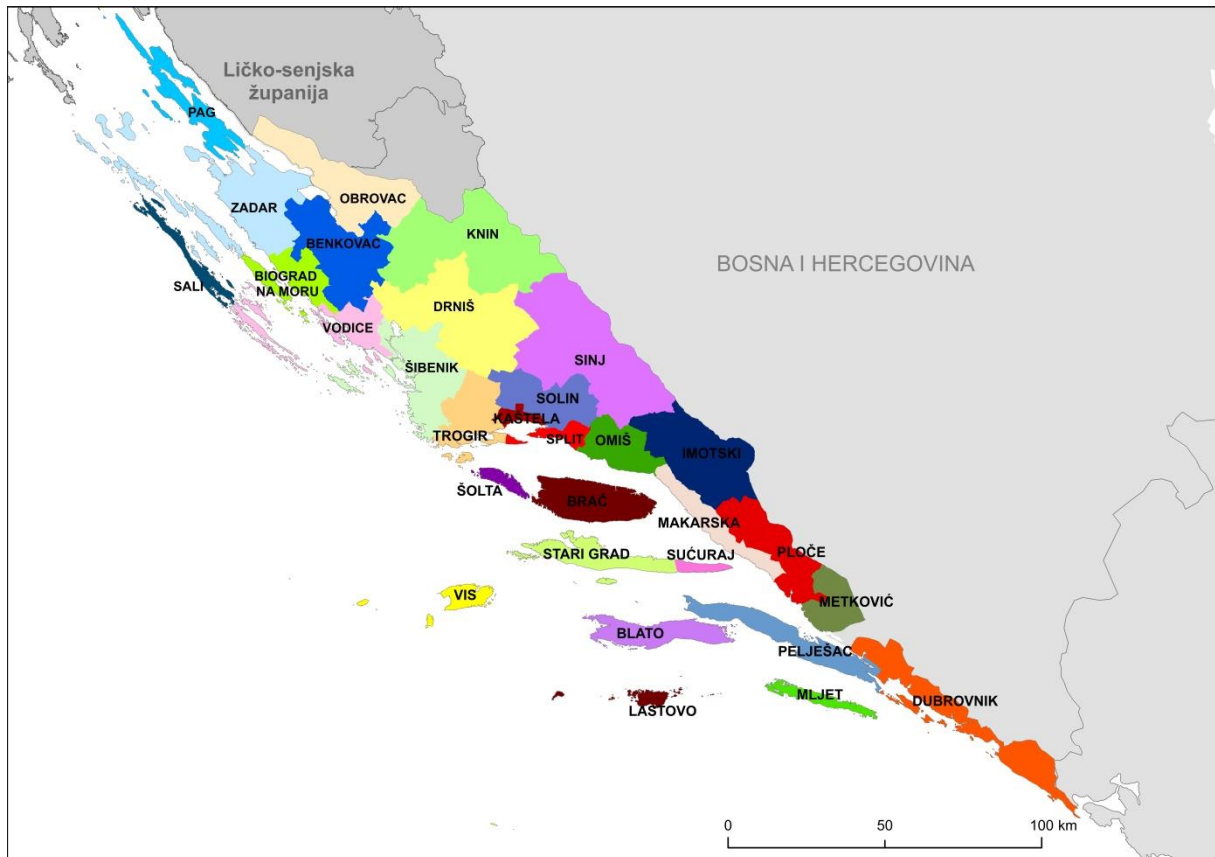 Ličko-senjska
županija
PAG
OBROVAC
ZADAR
KNIN
BENKOVAC
BOSNA I HERCEGOVINA
BIOGRAD
NA MORU
SALI
DRNIŠ
VODICE
SINJ
ŠIBENIK
SOLIN
KAŠTELA
TROGIR
SPLIT
OMIŠ
IMOTSKI
ŠOLTA
BRAČ
MAKARSKA
STARI GRAD
SUĆURAJ
PLOČE
VIS
METKOVIĆ
BLATO
PELJEŠAC
MLJET
DUBROVNIK
LASTOVO
0 50 100 km